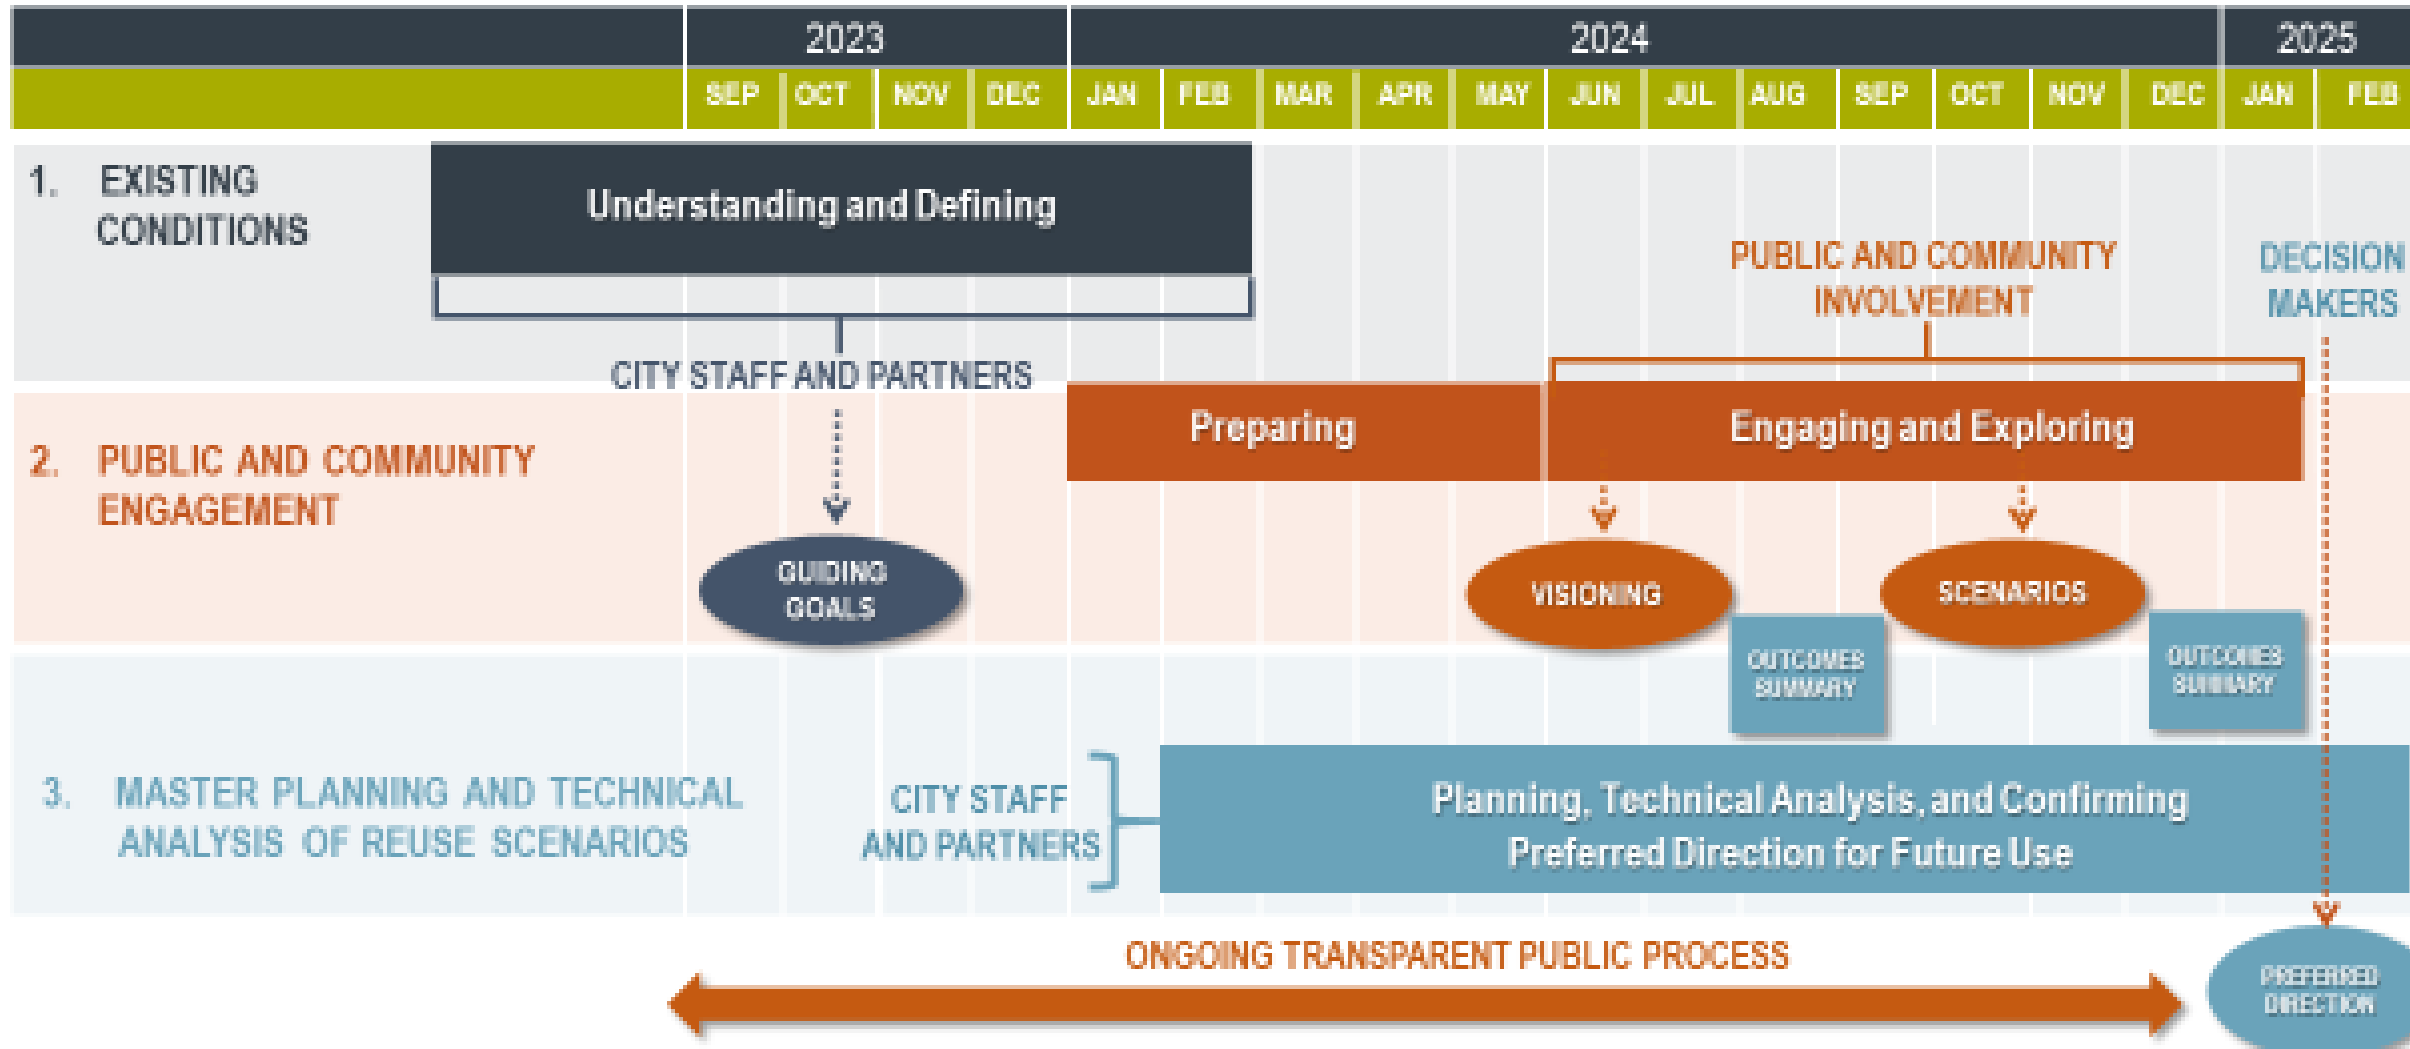 2023 2024 2025
SEP OCT NOV DEC JAN FEB MAR APR MAY JUN JUL AUG SEP OCT NOV DEC JAN FEB
1. EXISTING
CONDITIONS
Understanding and Defining
CITY STAFF AND PARTNERS
PUBLIC AND COMMUNITY
INVOLVEMENT
DECISION
MAKERS
2. PUBLIC AND COMMUNITY
ENGAGEMENT
Preparing
Engaging and Exploring
GUIDING
GOALS
VISIONING
SCENARIOS
OUTCOMES
SUMMARY
OUTCOMES
SUMMARY
3. MASTER PLANNING AND TECHNICAL
ANALYSIS OF REUSE SCENARIOS
CITY STAFF
AND PARTNERS
Planning, Technical Analysis, and Confirming
Preferred Direction for Future Use
ONGOING TRANSPARENT PUBLIC PROCESS
PREFERRED
DIRECTION